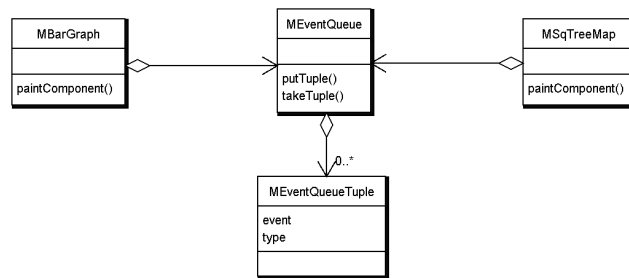 MBarGraph
paintComponent()
MEventQueue
putTuple()
takeTuple()
MSqTreeMap
paintComponent()
0..*
MEventQueueTuple
event
type